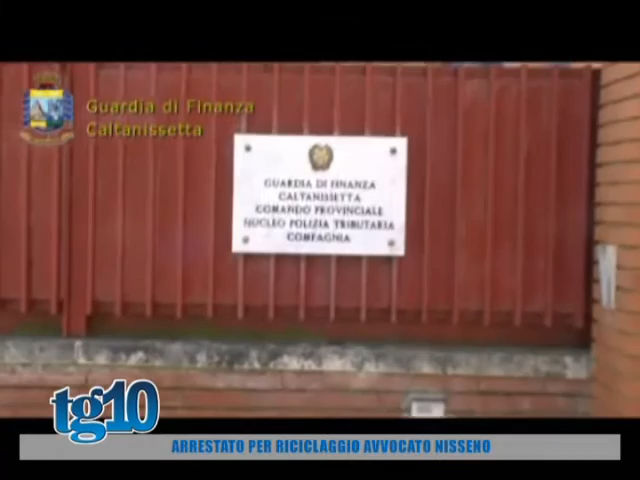 Guardia di Finanza
Caltanissetta
GUARDIA DI FINANZA
CALTANISSETTA
COMANDO PROVINCIALE
NUCLEO POLIZIA TRIBUTARIA
COMPAGNIA
tg10
ARRESTATO PER RICICLAGGIO AVVOCATO NISSENO